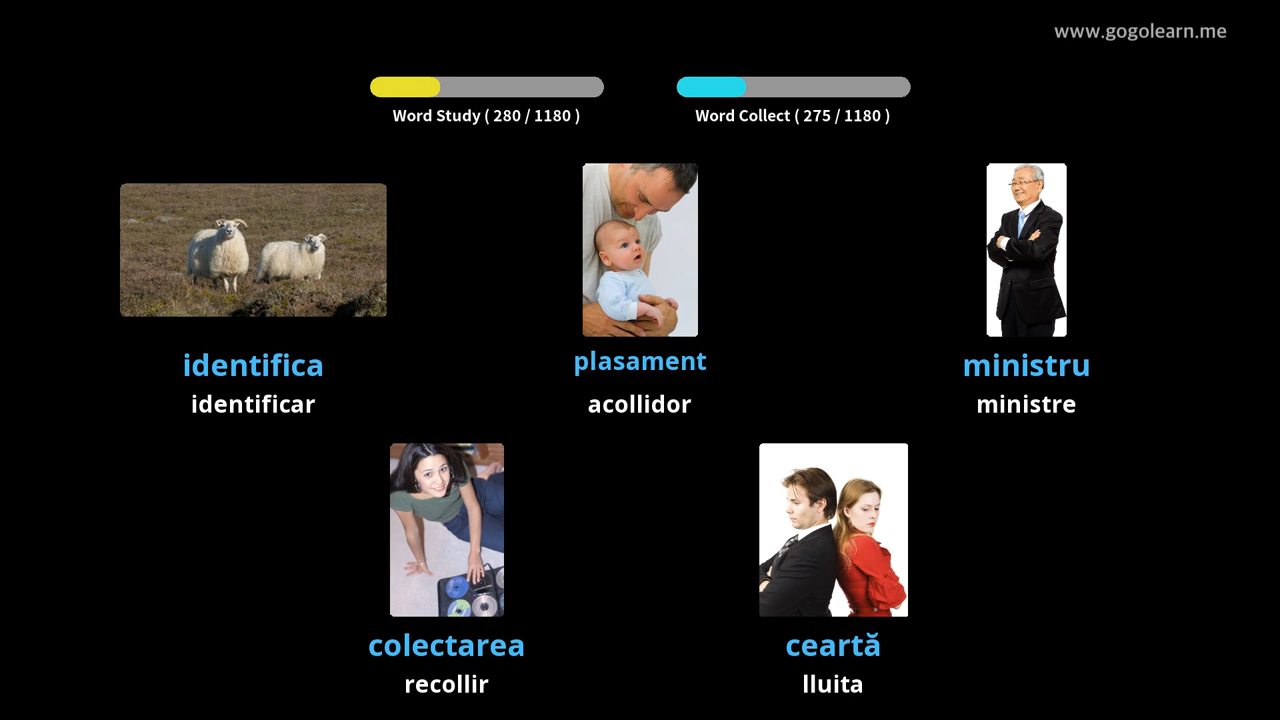 www.gogolearn.me
Word Study ( 280 / 1180 )
Word Collect ( 275 / 1180 )
identifica
identificar
plasament
acollidor
ministru
ministre
colectarea
recollir
ceartă
lluita